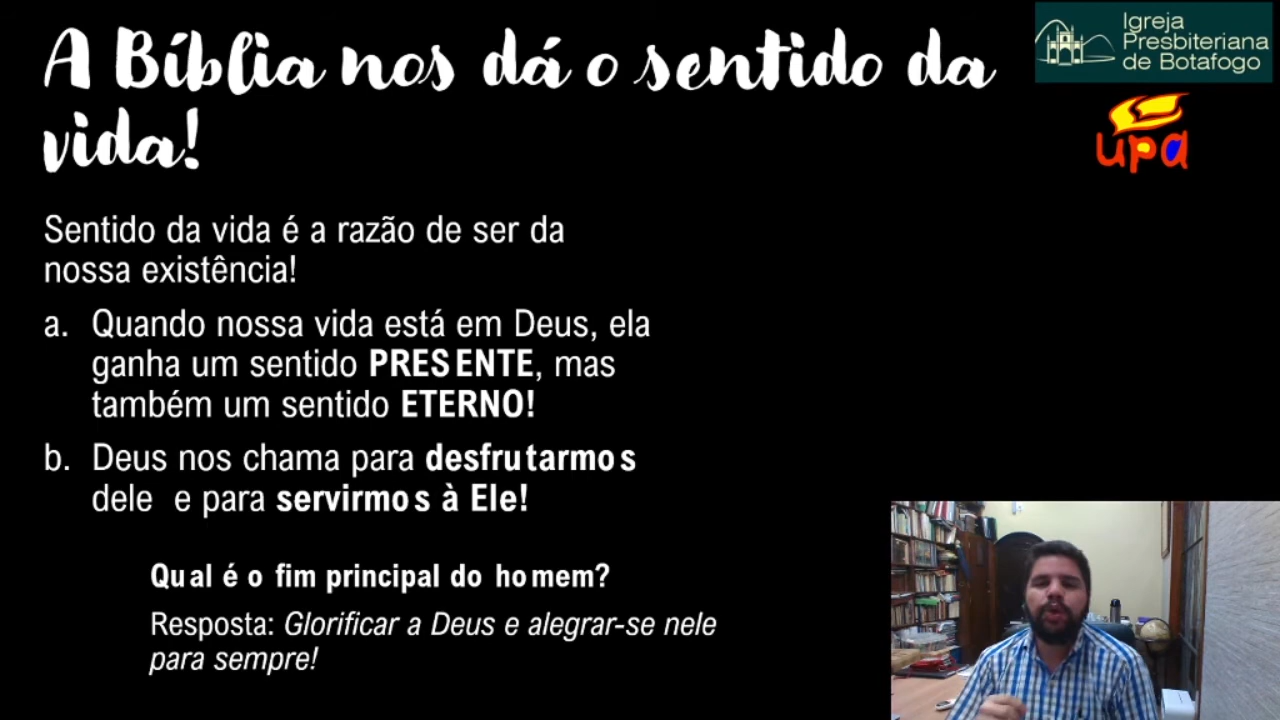 A Bíblia nos dá o sentido da
vida!
Igreja
Presbiteriana
de Botafogo
upa
Sentido da vida é a razão de ser da
nossa existência!
a. Quando nossa vida está em Deus, ela
ganha um sentido PRESENTE, mas
também um sentido ETERNO!
b. Deus nos chama para desfrutarmos
dele e para servirmos à Ele!
Qual é o fim principal do homem?
Resposta: Glorificar a Deus e alegrar-se nele
para sempre!